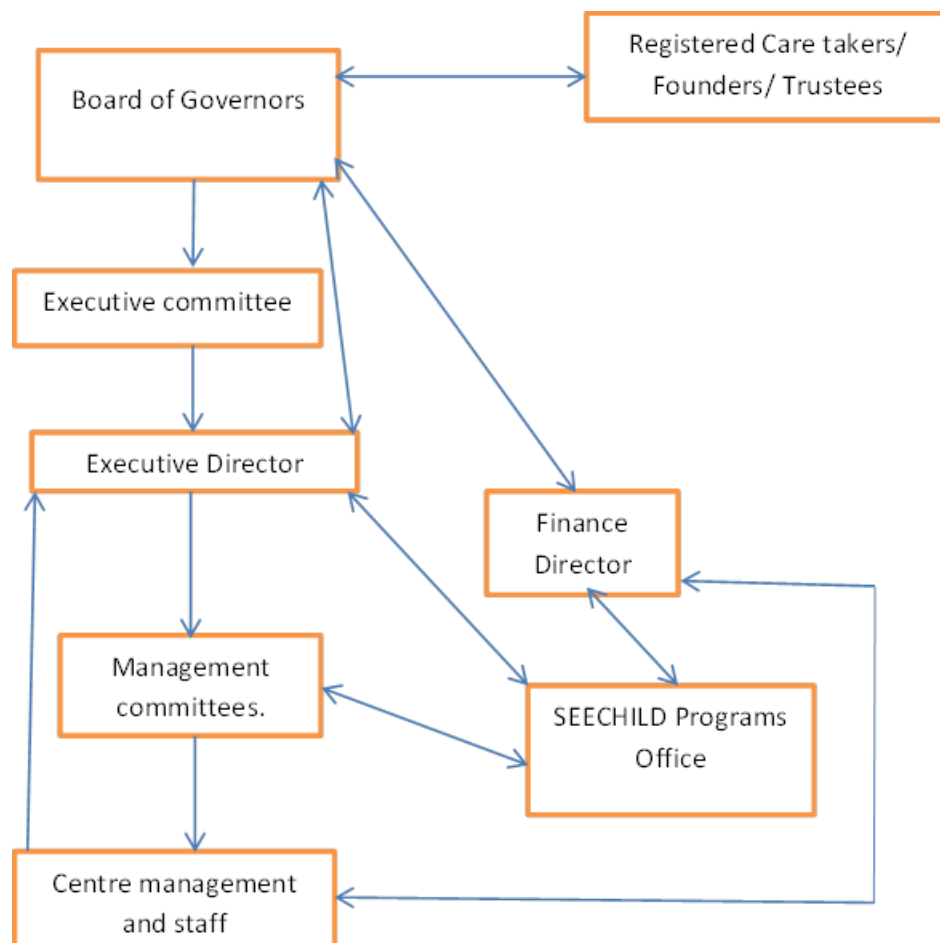 Board of Governors
Registered Care takers/
Founders/ Trustees
Executive committee
Executive Director
Finance
Director
Management
committees.
SEECHILD Programs
Office
Centre management
and staff